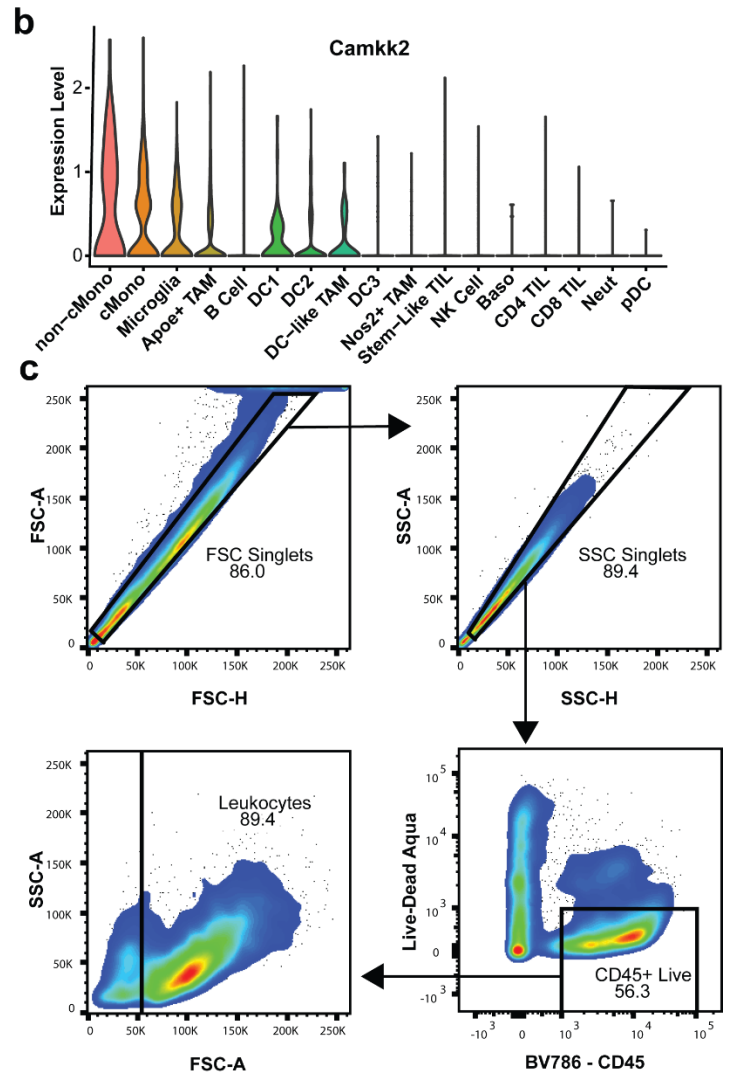 b
Camkk2
Expression Level
2
1
0
non-cMono
cMono
Microglia
Apoe+ TAM
B Cell
DC1
DC2
DC-like TAM
DC3
Nos2+ TAM
Stem-Like TIL
NK Cell
Baso
CD4 TIL
CD8 TIL
Neut
pDC
c
FSC-A
250K
200K
150K
100K
50K
0
FSC Singlets
86.0
0 50K 100K 150K 200K 250K
FSC-H
SSC-A
250K
200K
150K
100K
50K
0
SSC Singlets
89.4
0 50K 100K 150K 200K 250K
SSC-H
SSC-A
250K
200K
150K
100K
50K
0
Leukocytes
89.4
0 50K 100K 150K 200K 250K
FSC-A
Live-Dead Aqua
10^5
10^4
10^3
0
-10^3
CD45+ Live
56.3
-10^3 0 10^3 10^4 10^5
BV786 - CD45